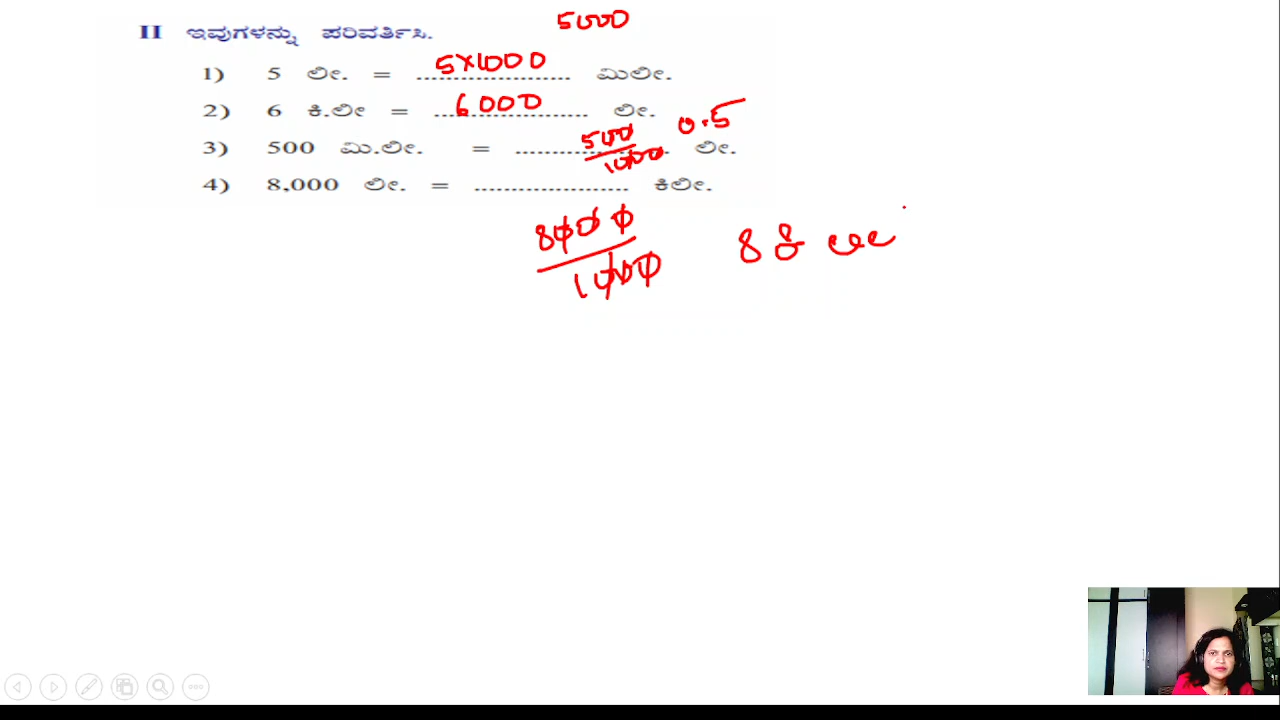 5000
II ಇವುಗಳನ್ನು ಪರಿವರ್ತಿಸಿ.
1) 5 ಲೀ. = 5×1000 ಮಿಲೀ.
2) 6 ಕಿ.ಲೀ = 6000 ಲೀ.
0.5
3) 500 ಮಿ.ಲೀ. = 500/1000 ಲೀ.
4) 8,000 ಲೀ. = ..................... ಕಿಲೀ.
8000/1000 8 ಕಿ